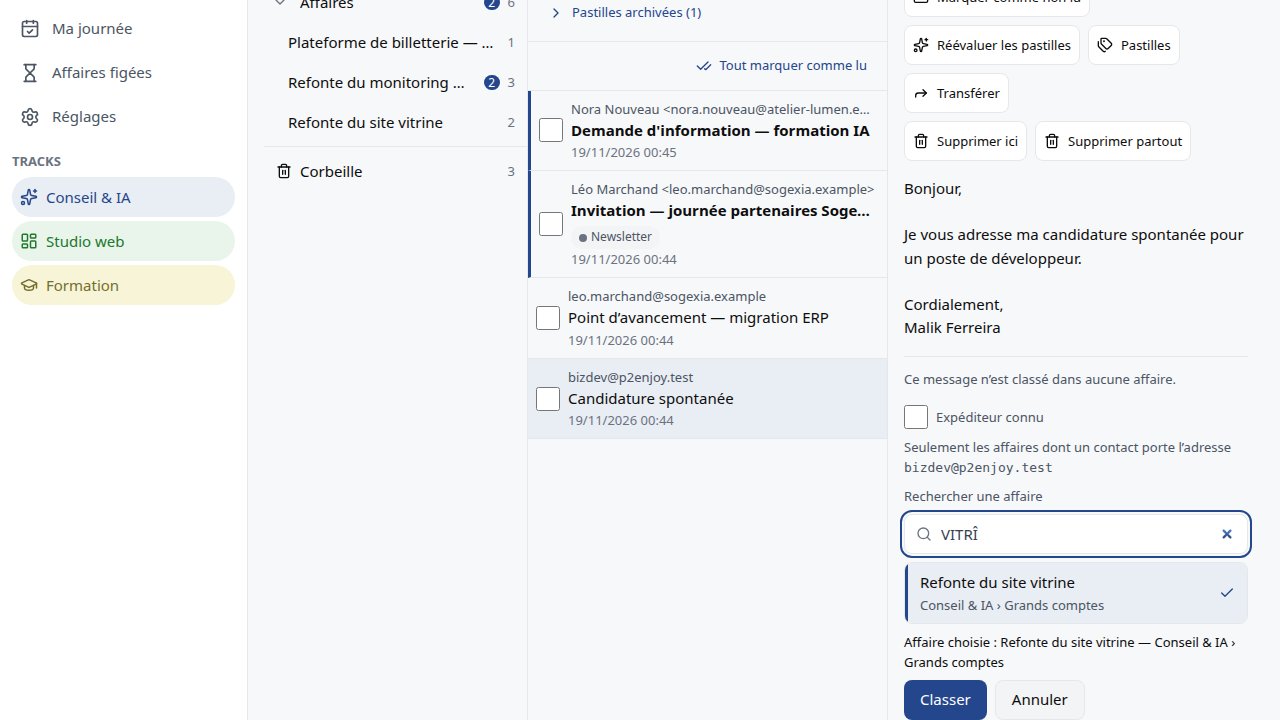 Ma journée
Affaires figées
Réglages
TRACKS
Conseil & IA
Studio web
Formation
Affaires 2 6
Plateforme de billetterie — ... 1
Refonte du monitoring ... 2 3
Refonte du site vitrine 2
Corbeille 3
Pastilles archivées (1)
Tout marquer comme lu
Nora Nouveau <nora.nouveau@atelier-lumen.e...
Demande d'information — formation IA
19/11/2026 00:45
Léo Marchand <leo.marchand@sogexia.example>
Invitation — journée partenaires Soge...
Newsletter
19/11/2026 00:44
leo.marchand@sogexia.example
Point d’avancement — migration ERP
19/11/2026 00:44
bizdev@p2enjoy.test
Candidature spontanée
19/11/2026 00:44
Marquer comme non lu
Réévaluer les pastilles
Pastilles
Transférer
Supprimer ici
Supprimer partout
Bonjour,
Je vous adresse ma candidature spontanée pour
un poste de développeur.
Cordialement,
Malik Ferreira
Ce message n’est classé dans aucune affaire.
Expéditeur connu
Seulement les affaires dont un contact porte l’adresse
bizdev@p2enjoy.test
Rechercher une affaire
VITRÎ
Refonte du site vitrine
Conseil & IA › Grands comptes
Affaire choisie : Refonte du site vitrine — Conseil & IA ›
Grands comptes
Classer
Annuler